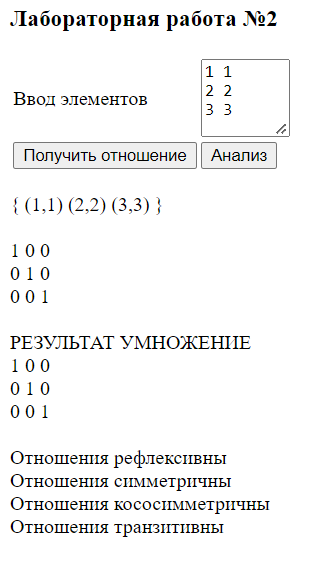 Лабораторная работа №2
Ввод элементов
1 1
2 2
3 3
Получить отношение Анализ
{ (1,1) (2,2) (3,3) }
1 0 0
0 1 0
0 0 1
РЕЗУЛЬТАТ УМНОЖЕНИЕ
1 0 0
0 1 0
0 0 1
Отношения рефлексивны
Отношения симметричны
Отношения кососимметричны
Отношения транзитивны